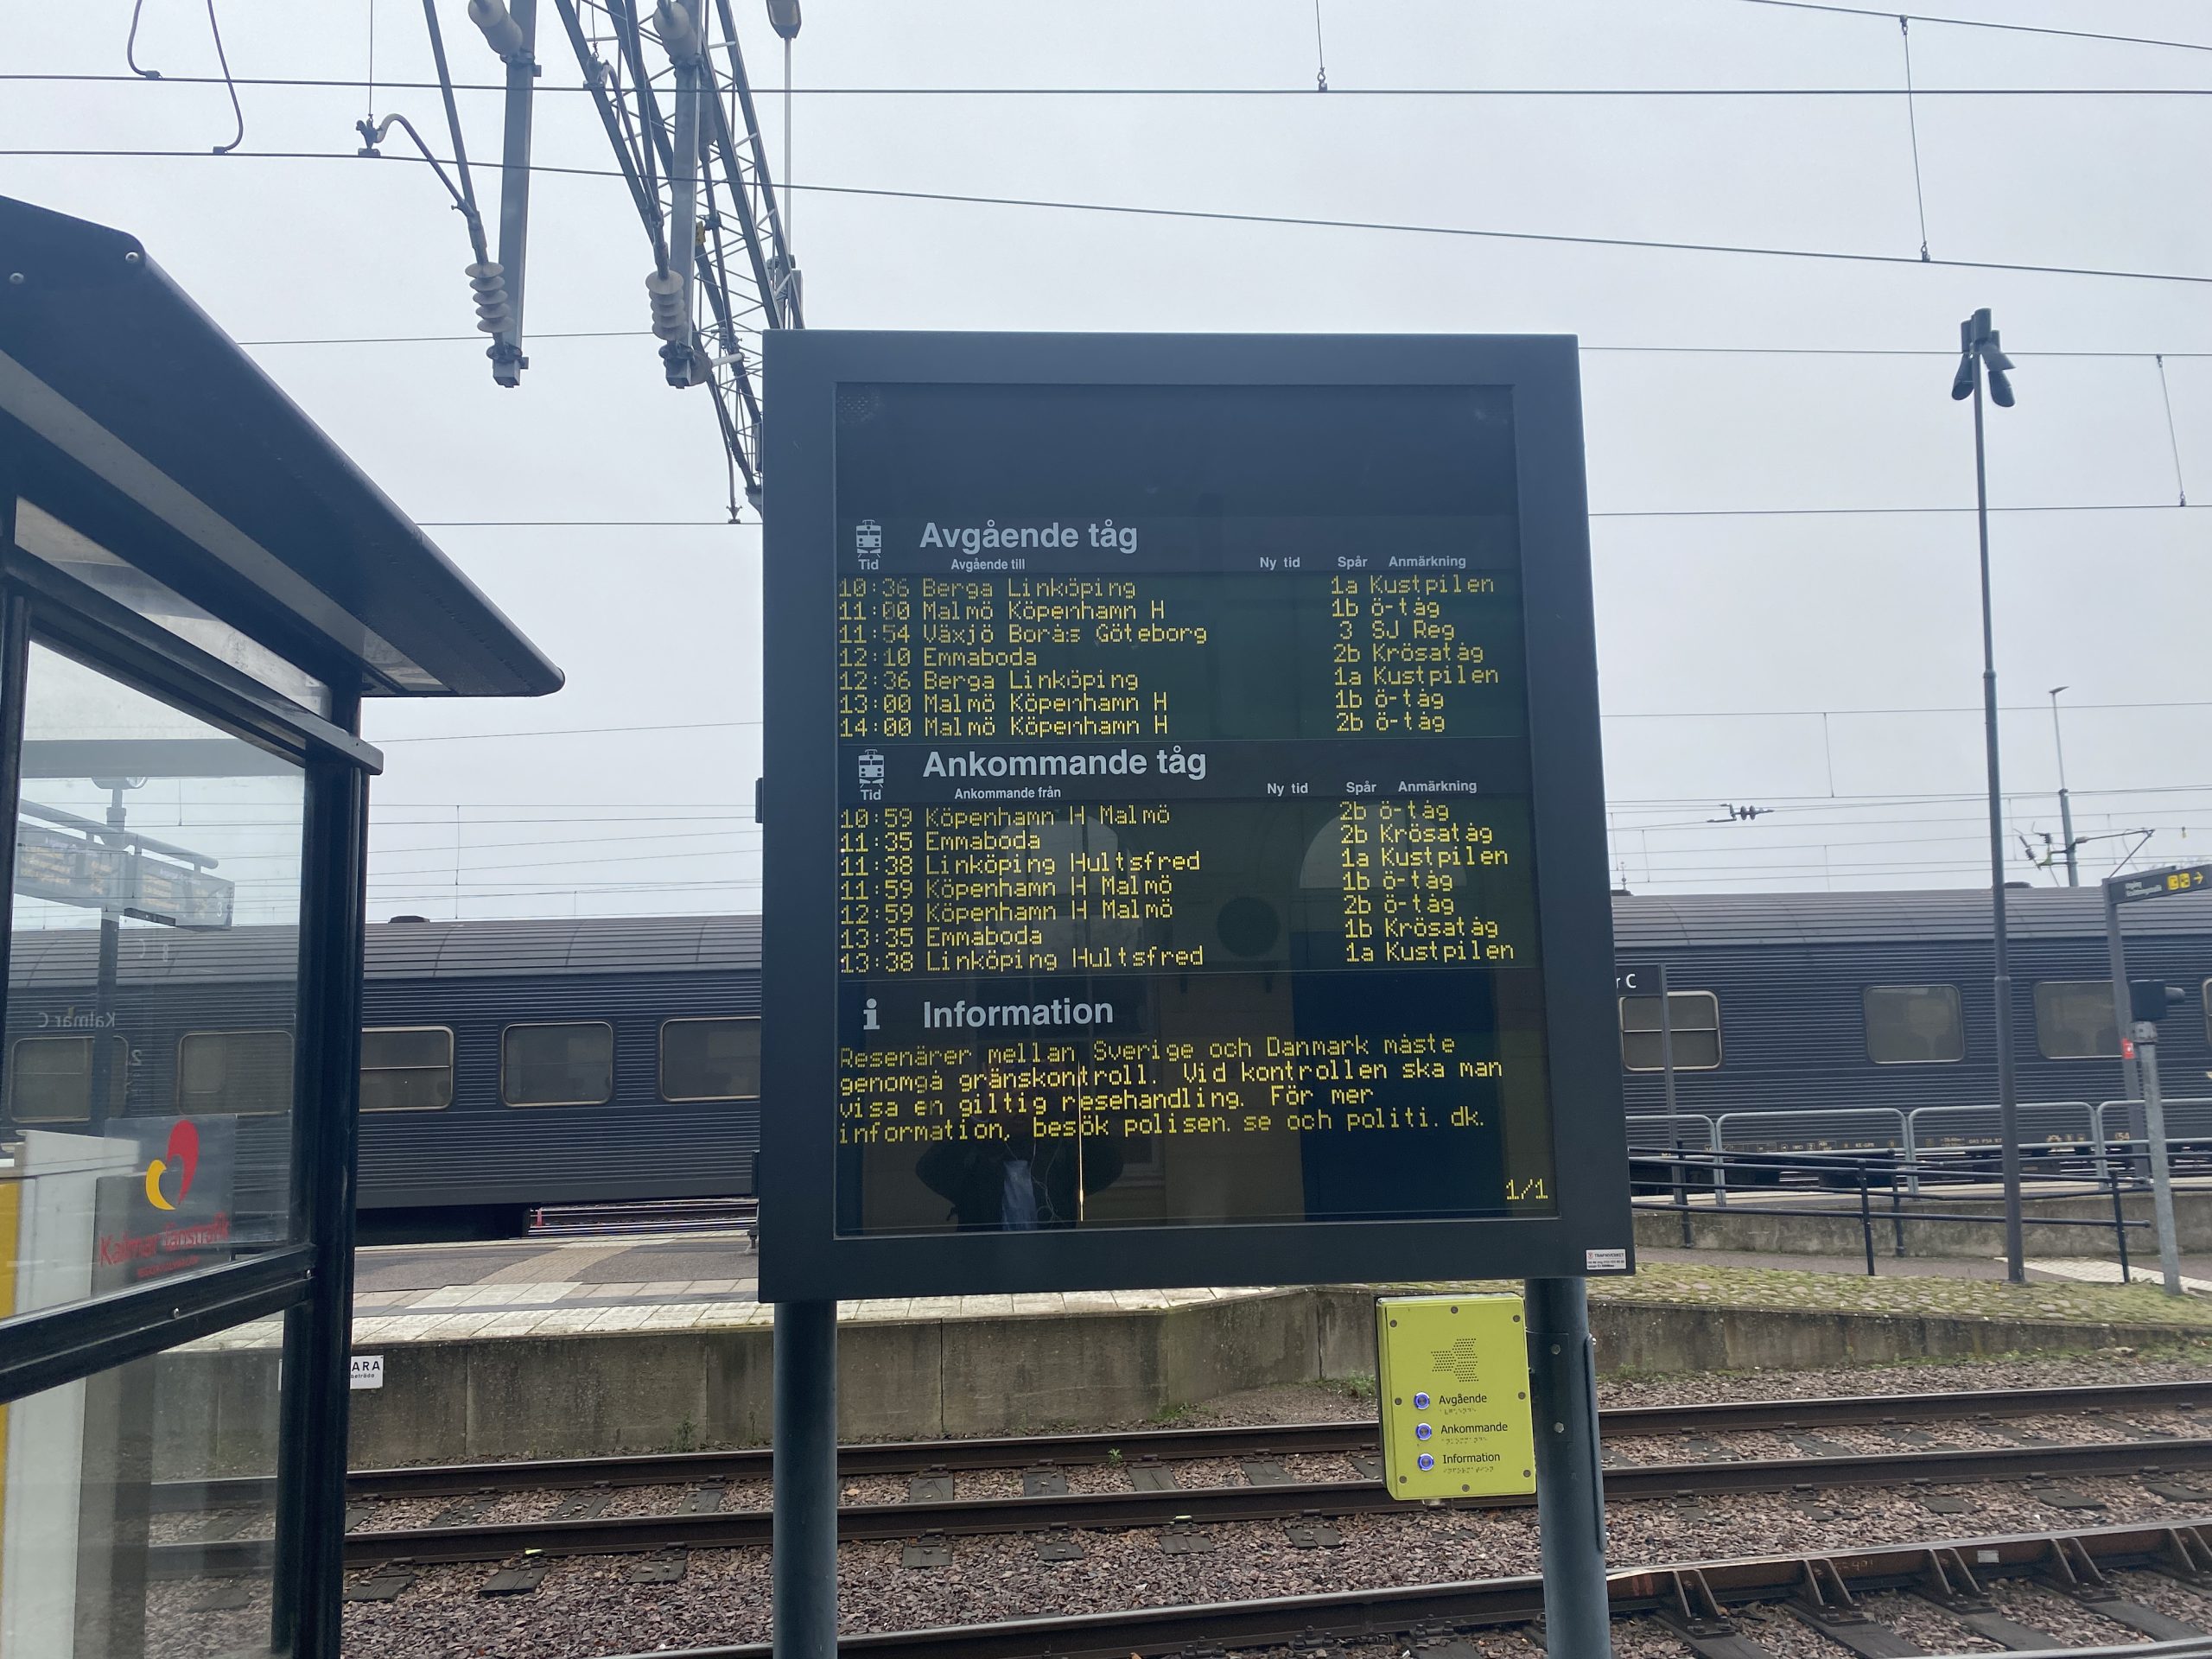 Avgående tåg
Tid Avgående till Ny tid Spår Anmärkning
10:36 Berga Linköping 1a Kustpilen
11:00 Malmö Köpenhamn H 1b ö-tåg
11:54 Växjö Borås Göteborg 3 SJ Reg
12:10 Emmaboda 2b Krösatåg
12:36 Berga Linköping 1a Kustpilen
13:00 Malmö Köpenhamn H 1b ö-tåg
14:00 Malmö Köpenhamn H 2b ö-tåg
Ankommande tåg
Tid Ankommande från Ny tid Spår Anmärkning
10:59 Köpenhamn H Malmö 2b ö-tåg
11:35 Emmaboda 2b Krösatåg
11:38 Linköping Hultsfred 1a Kustpilen
11:59 Köpenhamn H Malmö 1b ö-tåg
12:59 Köpenhamn H Malmö 2b ö-tåg
13:35 Emmaboda 1b Krösatåg
13:38 Linköping Hultsfred 1a Kustpilen
i Information
Resenärer mellan Sverige och Danmark måste
genomgå gränskontroll. Vid kontrollen ska man
visa en giltig resehandling. För mer
information, besök polisen.se och politi.dk.
1/1
Avgående
Ankommande
Information
Kalmar länstrafik
Kalmar C
r C
ARA